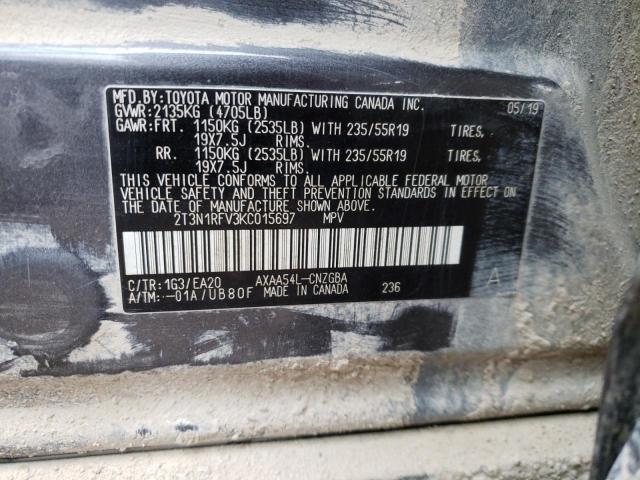 MFD.BY:TOYOTA MOTOR MANUFACTURING CANADA INC. 05/19
GVWR:2135KG (4705LB)
GAWR:FRT. 1150KG (2535LB) WITH 235/55R19 TIRES,
19X7.5J RIMS.
RR. 1150KG (2535LB) WITH 235/55R19 TIRES,
19X7.5J RIMS.
THIS VEHICLE CONFORMS TO ALL APPLICABLE FEDERAL MOTOR
VEHICLE SAFETY AND THEFT PREVENTION STANDARDS IN EFFECT ON
THE DATE OF MANUFACTURE SHOWN ABOVE.
2T3N1RFV3KC015697 MPV
C/TR:1G3/EA20 AXAA54L-CNZGBA A
A/TM:-01A/UB80F MADE IN CANADA 236